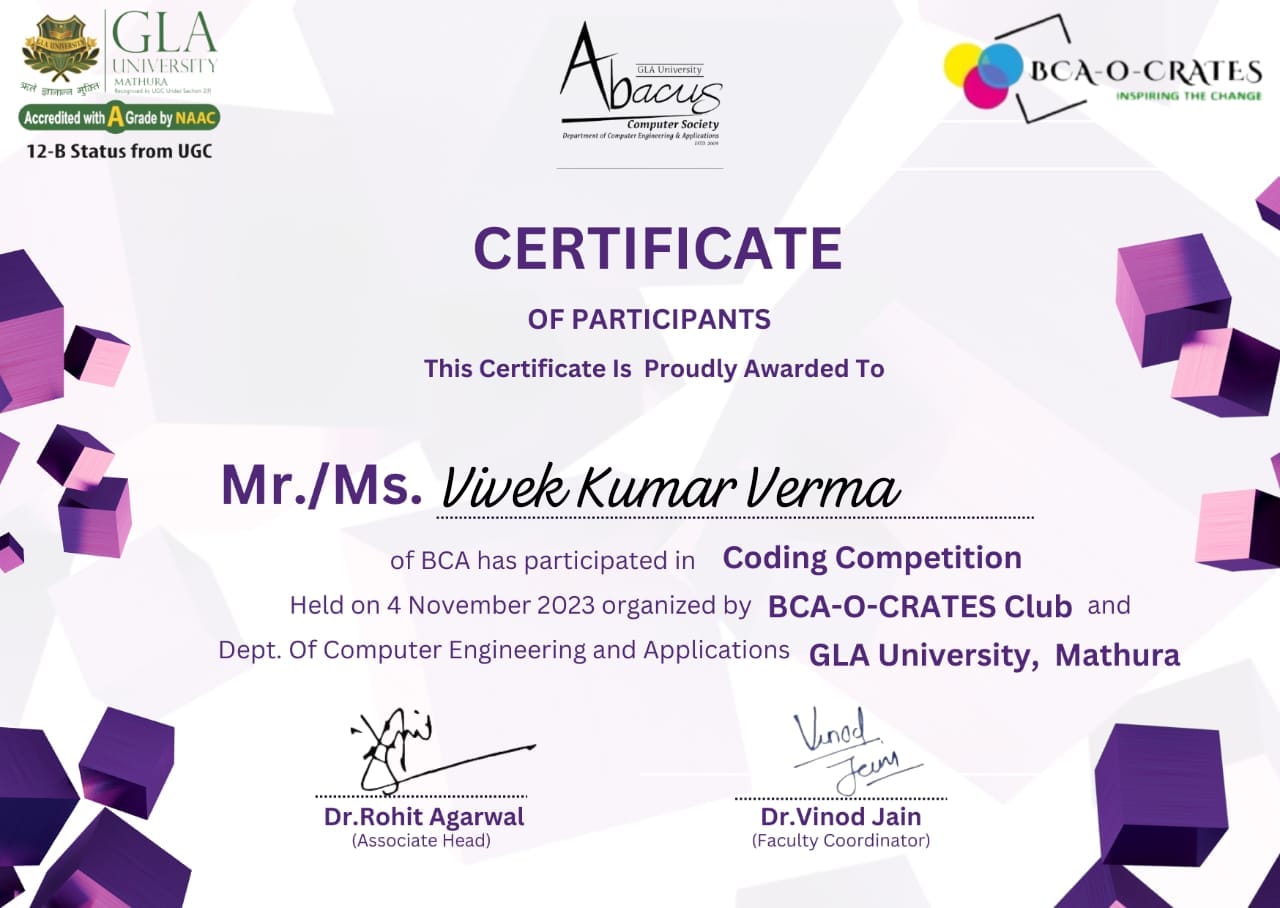 GLA UNIVERSITY
GLA
UNIVERSITY
MATHURA
Recognised by UGC Under Section 2(f)
ऋतं ज्ञानान्न मुक्तिः
Accredited with A Grade by NAAC
12-B Status from UGC
GLA University
Abacus
Computer Society
Department of Computer Engineering & Applications
ESTD. 2009
BCA-O-CRATES
INSPIRING THE CHANGE
CERTIFICATE
OF PARTICIPANTS
This Certificate Is Proudly Awarded To
Mr./Ms. Vivek Kumar Verma
of BCA has participated in Coding Competition
Held on 4 November 2023 organized by BCA-O-CRATES Club and
Dept. Of Computer Engineering and Applications GLA University, Mathura
Vinod
Jain
Dr.Rohit Agarwal
(Associate Head)
Dr.Vinod Jain
(Faculty Coordinator)